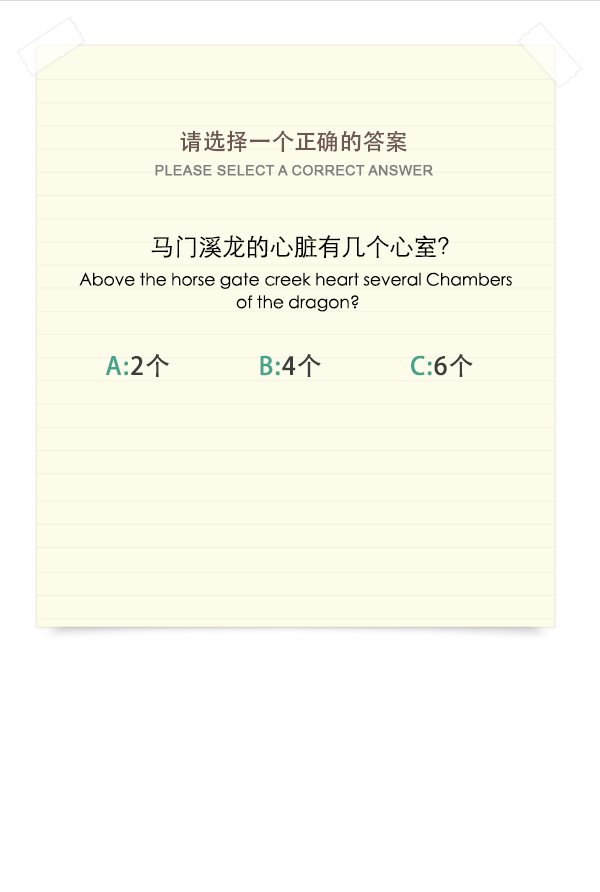 请选择一个正确的答案
PLEASE SELECT A CORRECT ANSWER
马门溪龙的心脏有几个心室?
Above the horse gate creek heart several Chambers
of the dragon?
A:2个 B:4个 C:6个